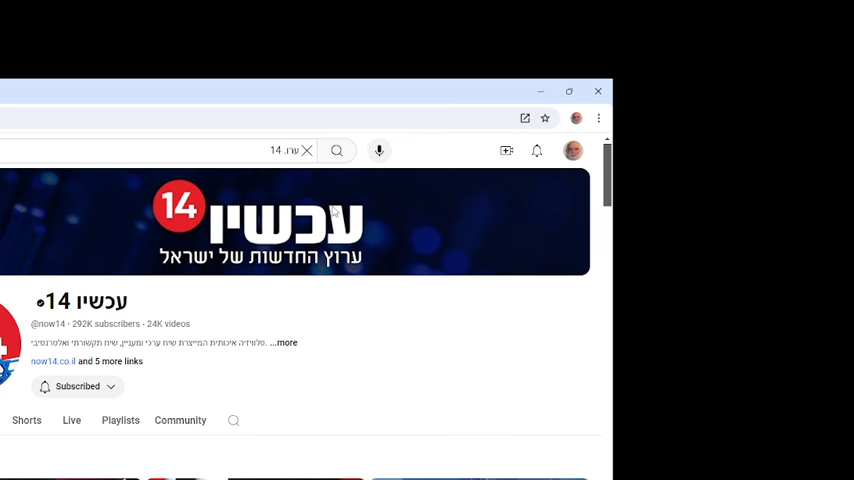 ערו. 14
עכשיו 14
ערוץ החדשות של ישראל
עכשיו 14
@now14 · 292K subscribers · 24K videos
טלוויזיה איכותית המייצרת שיח ערכי ומעניין, שיח תקשורתי ואלטרנטיבי. ...more
now14.co.il and 5 more links
Subscribed
Shorts Live Playlists Community